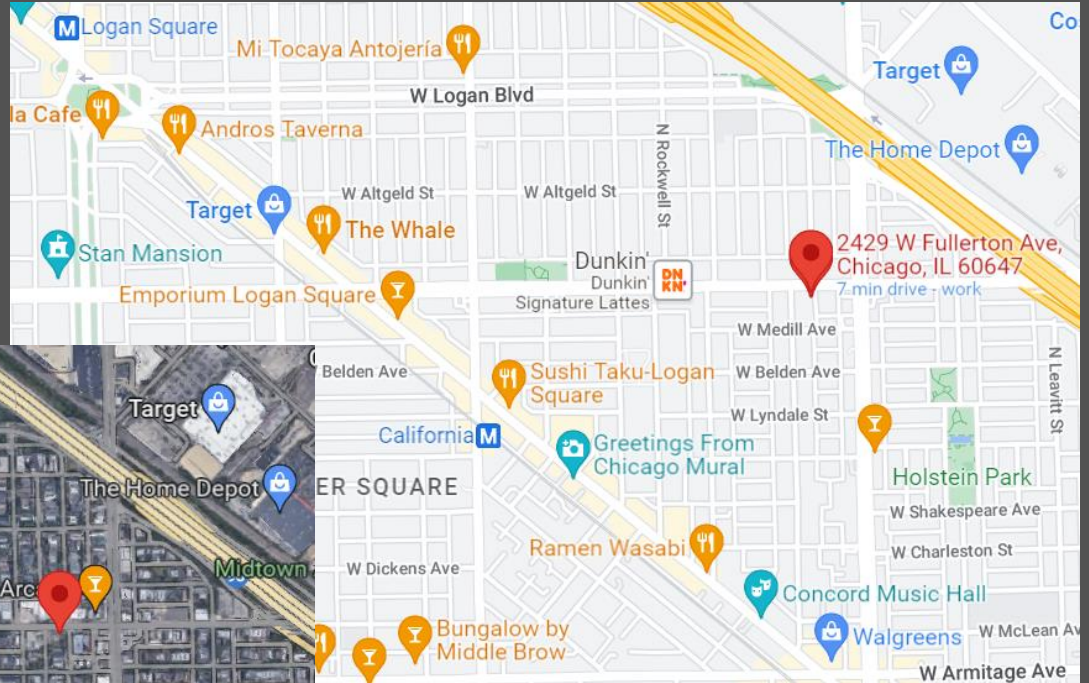 Logan Square
Co
Mi Tocaya Antojería
Target
W Logan Blvd
la Cafe
Andros Taverna
N Rockwell St
The Home Depot
W Altgeld St
W Altgeld St
Target
The Whale
Stan Mansion
2429 W Fullerton Ave,
Chicago, IL 60647
7 min drive - work
Dunkin'
Dunkin'
Signature Lattes
DN
KN'
Emporium Logan Square
W Medill Ave
Belden Ave
Sushi Taku-Logan
Square
W Belden Ave
N Leavitt St
W Lyndale St
California
M
Greetings From
Chicago Mural
Holstein Park
ER SQUARE
W Shakespeare Ave
Ramen Wasabi
W Charleston St
W Dickens Ave
Concord Music Hall
Bungalow by
Middle Brow
Walgreens
W McLean Av
W Armitage Ave
M
Target
The Home Depot
Midtown
Arc